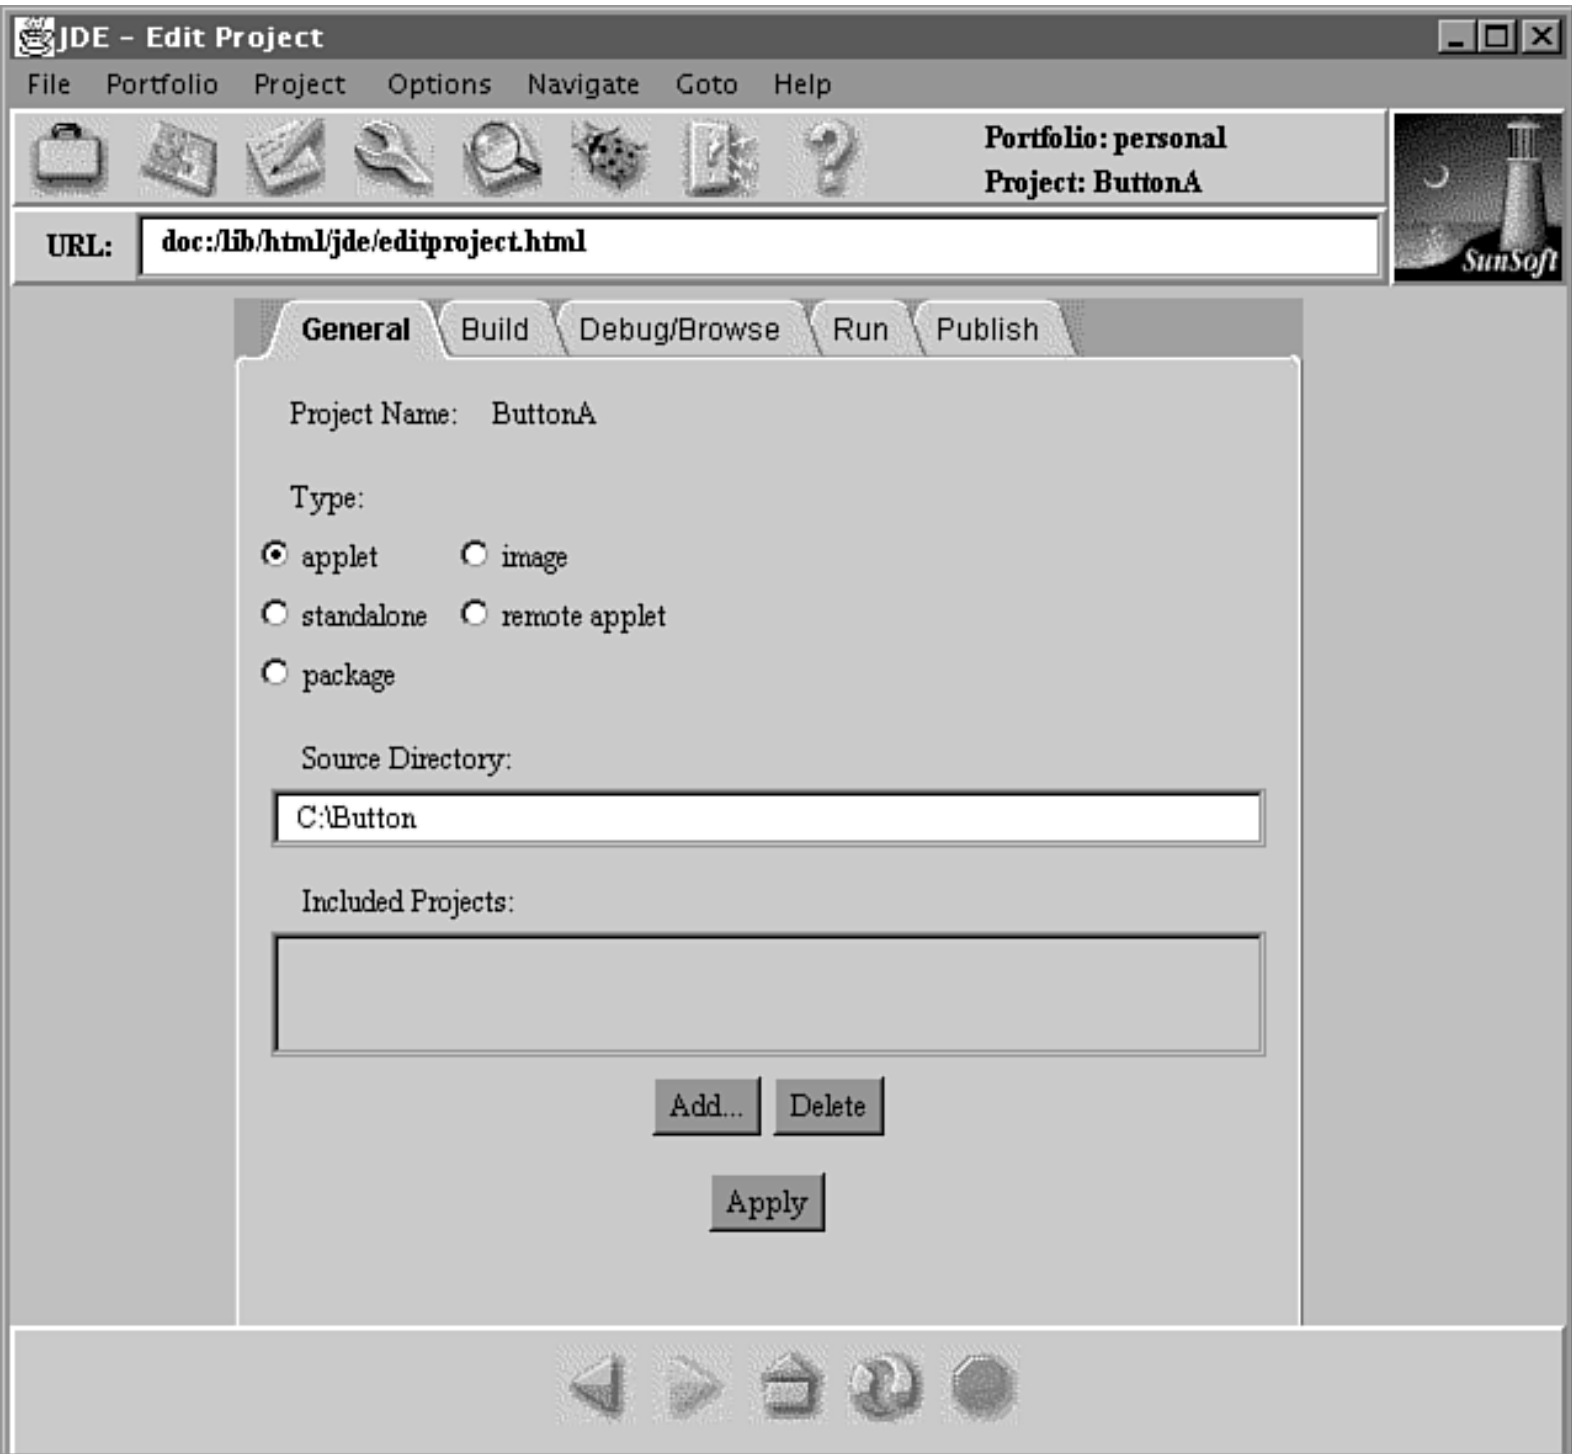 JDE – Edit Project
File Portfolio Project Options Navigate Goto Help
Portfolio: personal
Project: ButtonA
SunSoft
URL: doc:/lib/html/jde/editproject.html
General Build Debug/Browse Run Publish
Project Name: ButtonA
Type:
applet image
standalone remote applet
package
Source Directory:
C:\Button
Included Projects:
Add... Delete
Apply